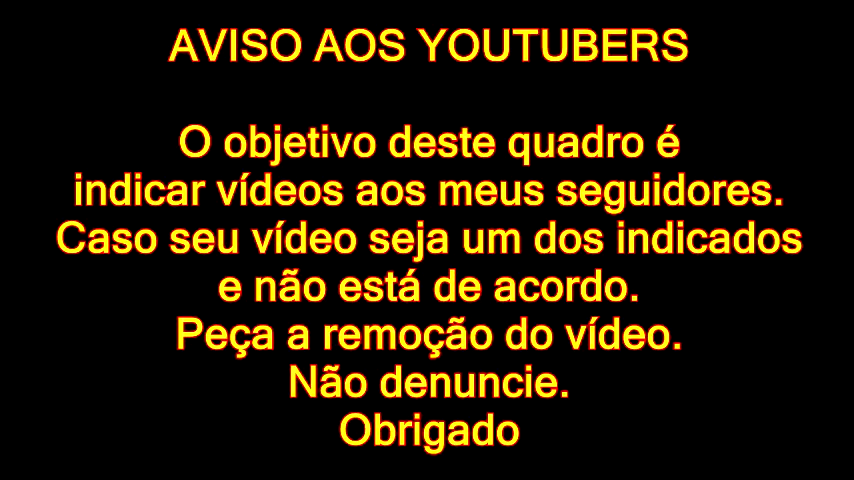 AVISO AOS YOUTUBERS
O objetivo deste quadro é
indicar vídeos aos meus seguidores.
Caso seu vídeo seja um dos indicados
e não está de acordo.
Peça a remoção do vídeo.
Não denuncie.
Obrigado